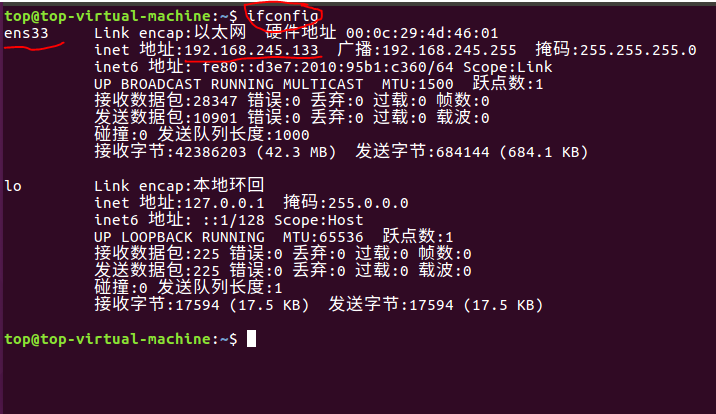 top@top-virtual-machine:~$ ifconfig
ens33 Link encap:以太网 硬件地址 00:0c:29:4d:46:01
inet 地址:192.168.245.133 广播:192.168.245.255 掩码:255.255.255.0
inet6 地址: fe80::d3e7:2010:95b1:c360/64 Scope:Link
UP BROADCAST RUNNING MULTICAST MTU:1500 跃点数:1
接收数据包:28347 错误:0 丢弃:0 过载:0 帧数:0
发送数据包:10901 错误:0 丢弃:0 过载:0 载波:0
碰撞:0 发送队列长度:1000
接收字节:42386203 (42.3 MB) 发送字节:684144 (684.1 KB)
lo Link encap:本地环回
inet 地址:127.0.0.1 掩码:255.0.0.0
inet6 地址: ::1/128 Scope:Host
UP LOOPBACK RUNNING MTU:65536 跃点数:1
接收数据包:225 错误:0 丢弃:0 过载:0 帧数:0
发送数据包:225 错误:0 丢弃:0 过载:0 载波:0
碰撞:0 发送队列长度:1
接收字节:17594 (17.5 KB) 发送字节:17594 (17.5 KB)
top@top-virtual-machine:~$